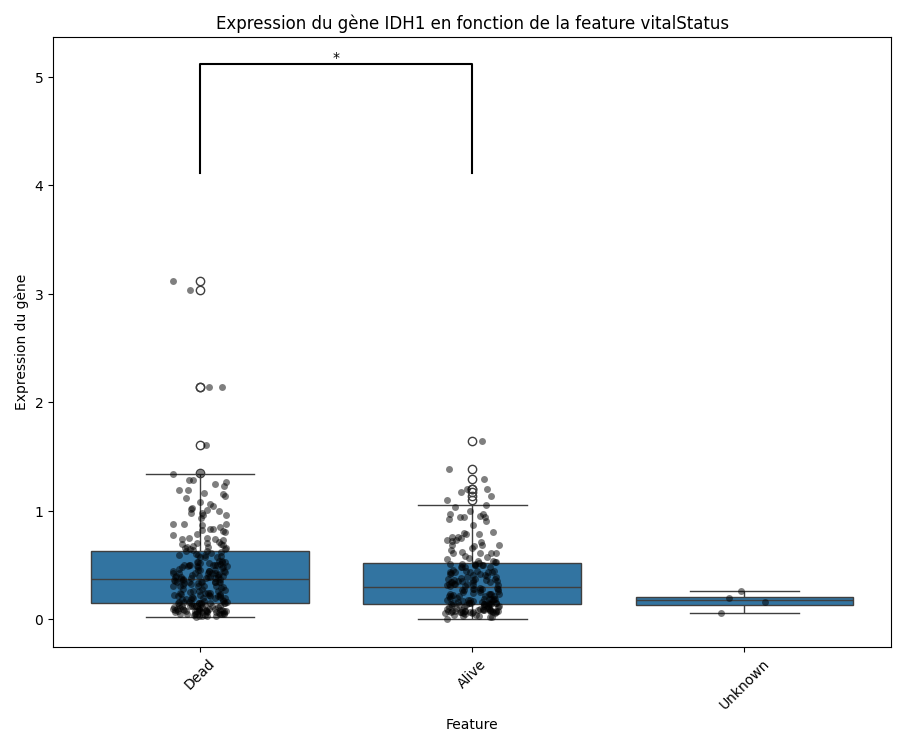 Expression du gène IDH1 en fonction de la feature vitalStatus
*
5
4
3
2
1
0
Expression du gène
Dead
Alive
Unknown
Feature